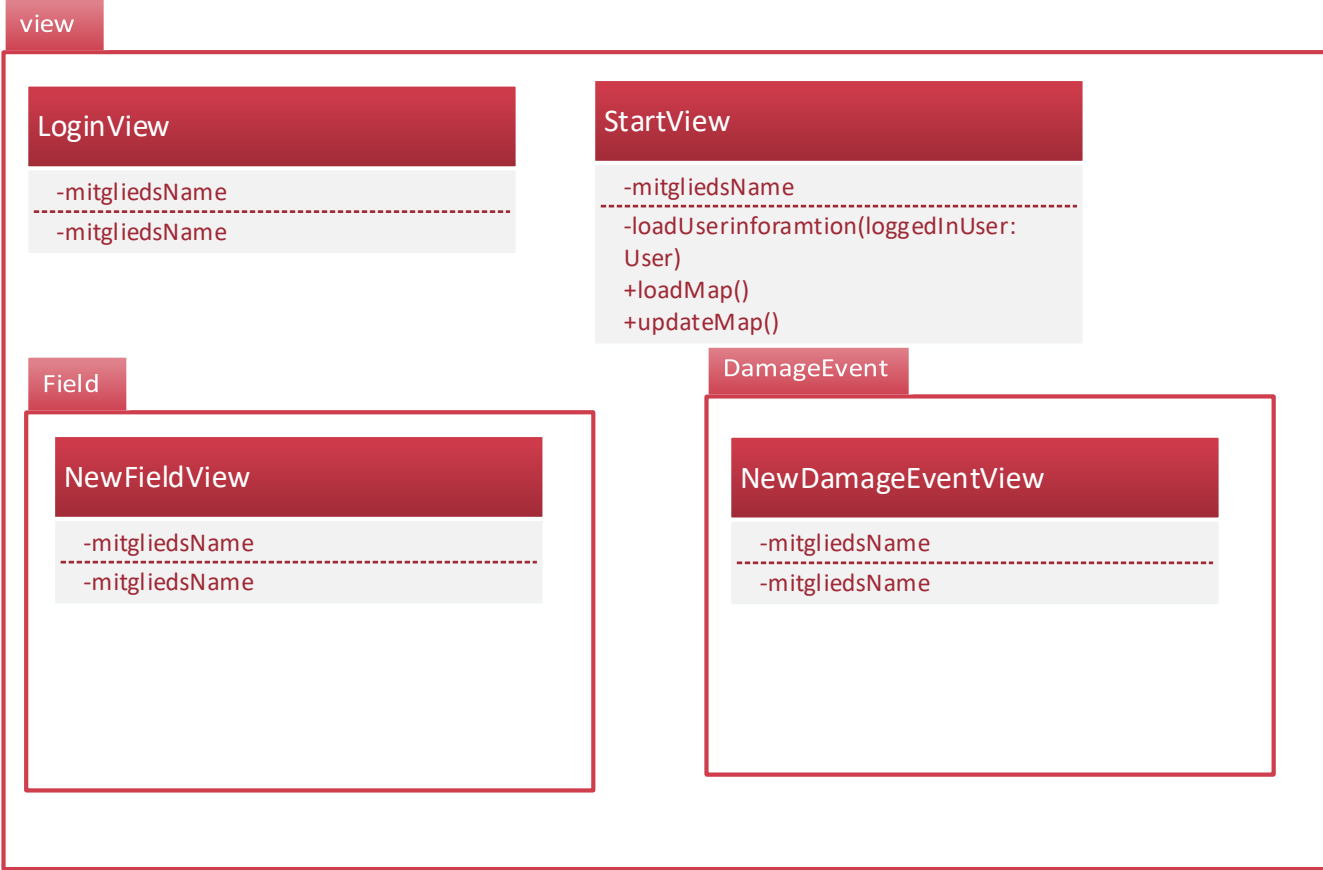 view
LoginView
-mitgliedsName
-mitgliedsName
StartView
-mitgliedsName
-loadUserinforamtion(loggedInUser:
User)
+loadMap()
+updateMap()
Field
NewFieldView
-mitgliedsName
-mitgliedsName
DamageEvent
NewDamageEventView
-mitgliedsName
-mitgliedsName